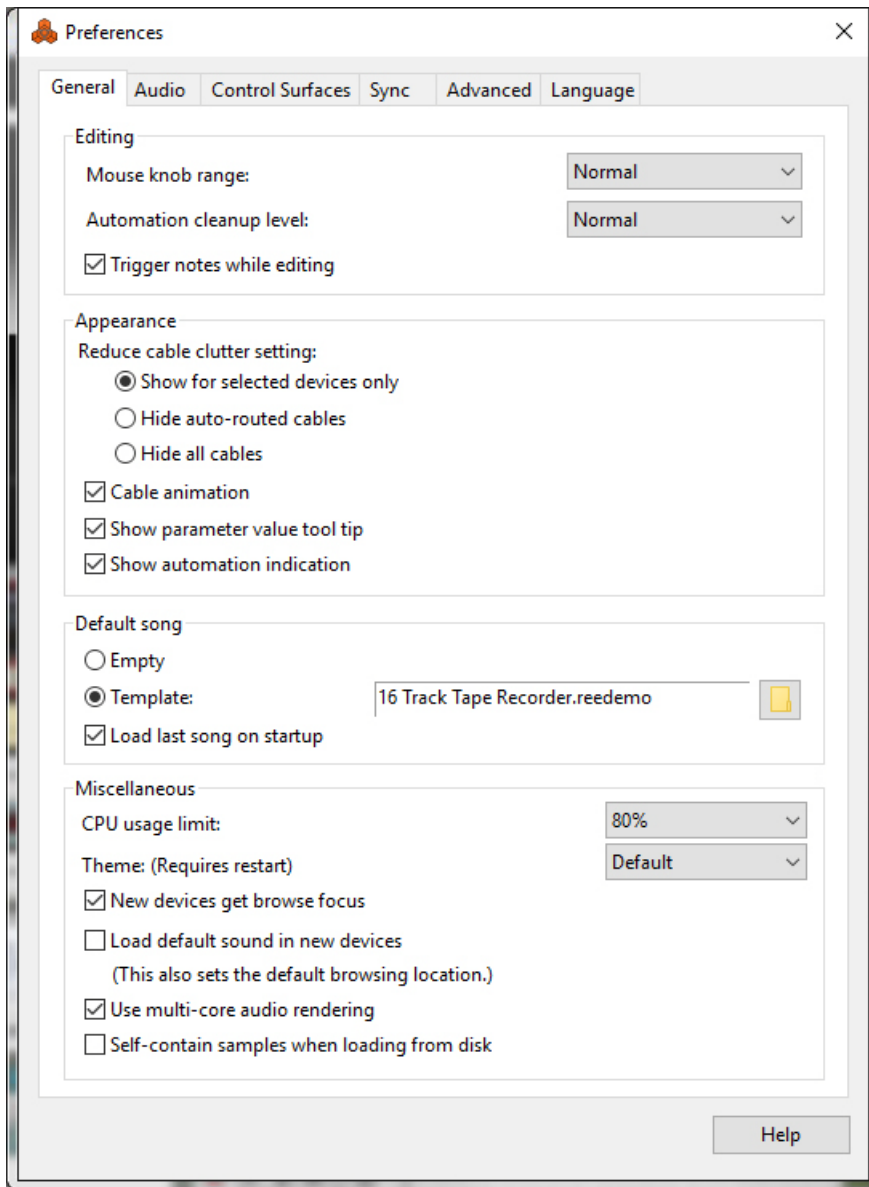 Preferences
General Audio Control Surfaces Sync Advanced Language
Editing
Mouse knob range: Normal
Automation cleanup level: Normal
Trigger notes while editing
Appearance
Reduce cable clutter setting:
Show for selected devices only
Hide auto-routed cables
Hide all cables
Cable animation
Show parameter value tool tip
Show automation indication
Default song
Empty
Template: 16 Track Tape Recorder.reedemo
Load last song on startup
Miscellaneous
CPU usage limit: 80%
Theme: (Requires restart) Default
New devices get browse focus
Load default sound in new devices
(This also sets the default browsing location.)
Use multi-core audio rendering
Self-contain samples when loading from disk
Help